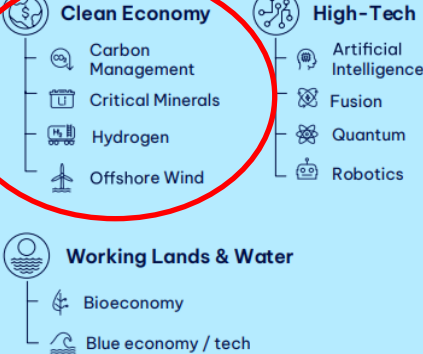 Clean Economy
Carbon
Management
Critical Minerals
Hydrogen
Offshore Wind
High-Tech
Artificial
Intelligence
Fusion
Quantum
Robotics
Working Lands & Water
Bioeconomy
Blue economy / tech